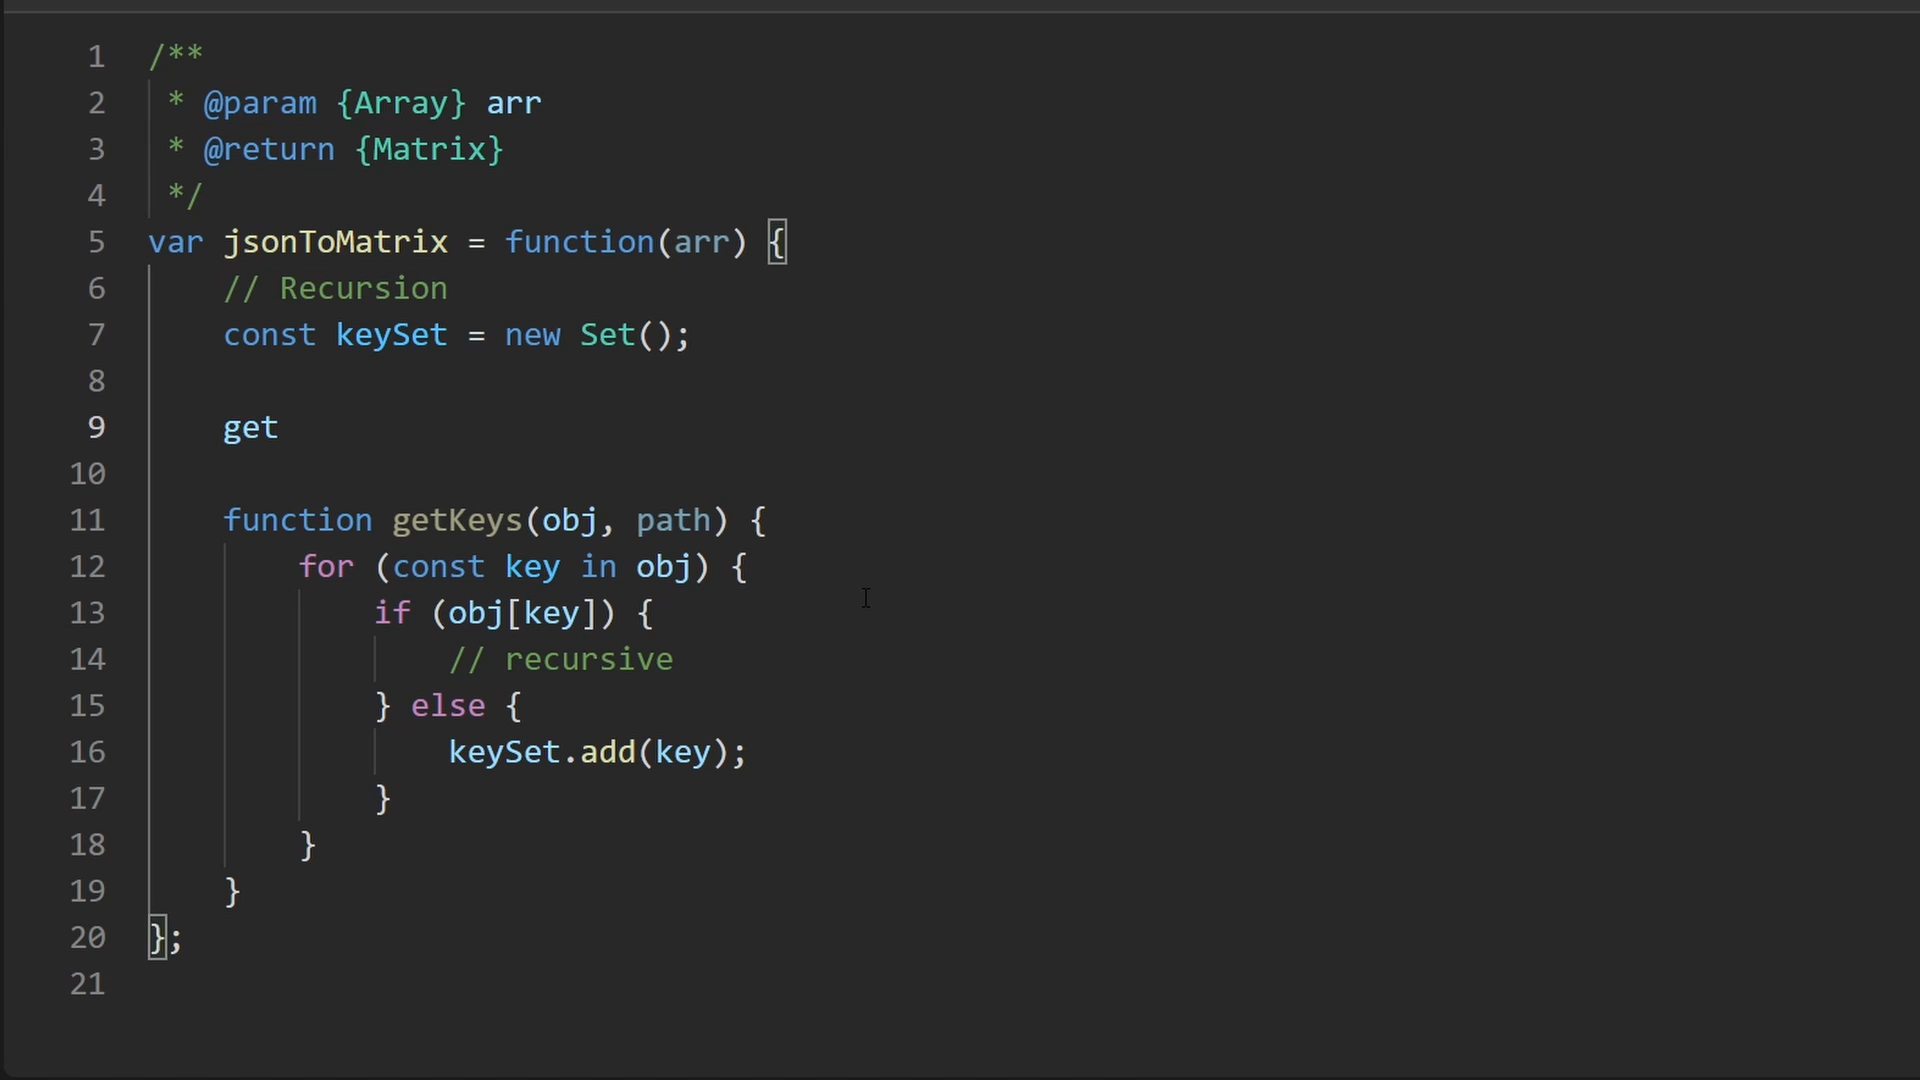 1 /**
2  * @param {Array} arr
3  * @return {Matrix}
4  */
5 var jsonToMatrix = function(arr) {
6     // Recursion
7     const keySet = new Set();
8
9     get
10
11     function getKeys(obj, path) {
12         for (const key in obj) {
13             if (obj[key]) {
14                 // recursive
15             } else {
16                 keySet.add(key);
17             }
18         }
19     }
20 };
21